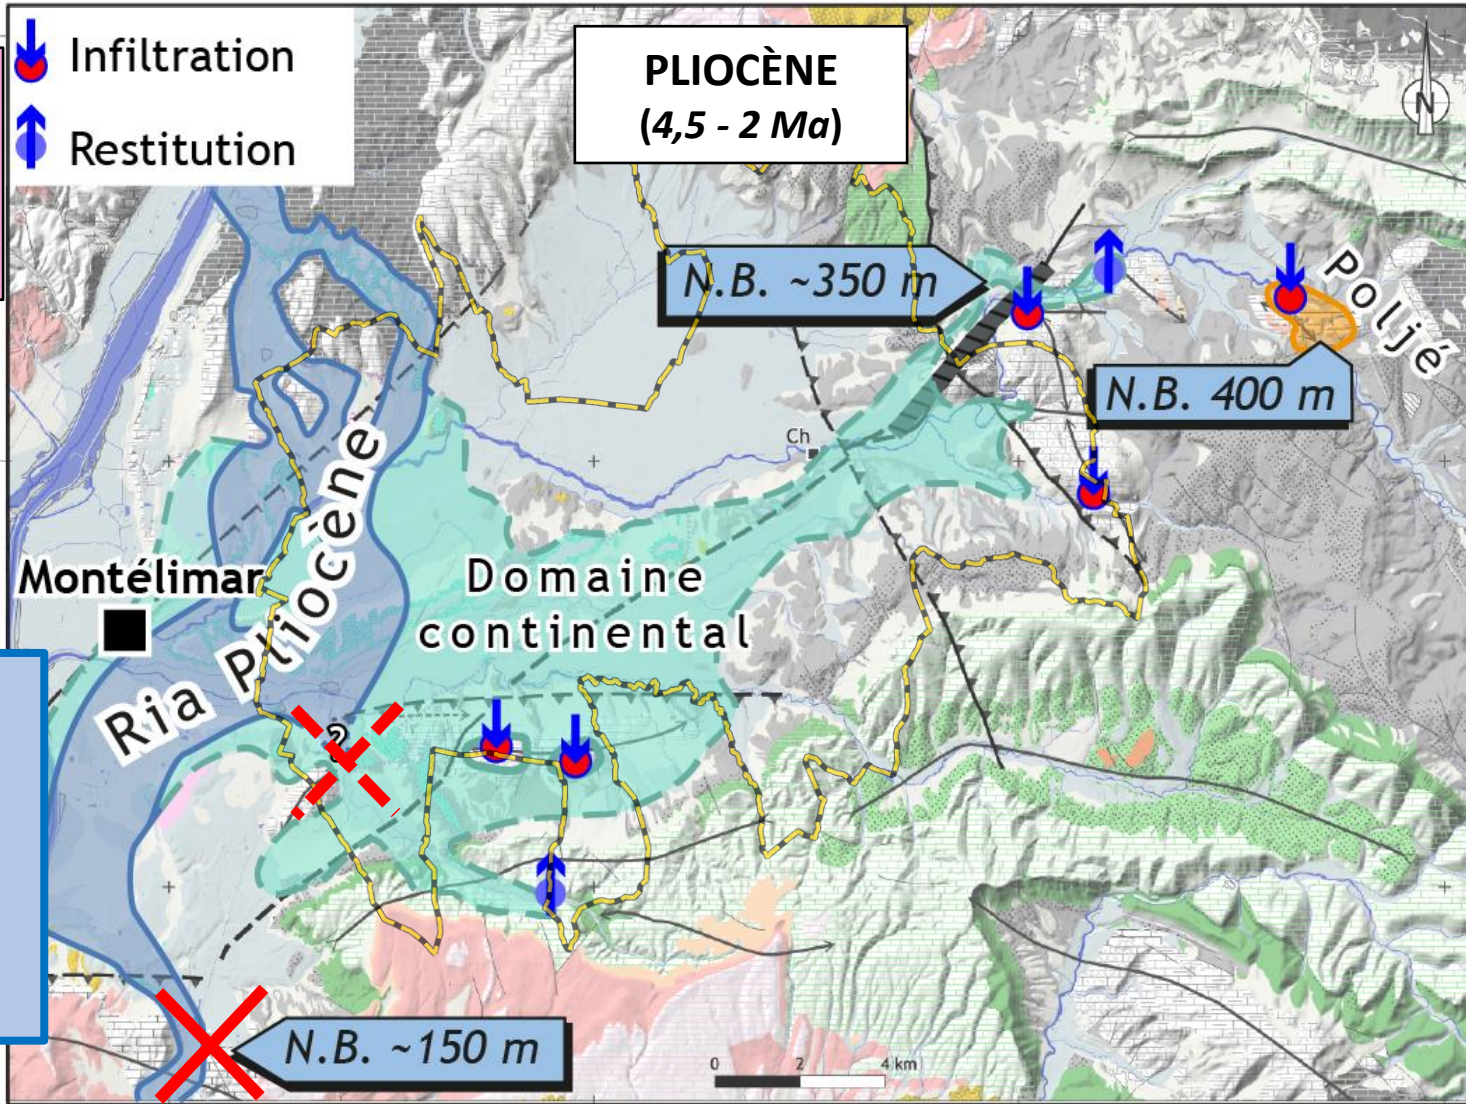 Infiltration
Restitution
PLIOCÈNE
(4,5 - 2 Ma)
N
N.B. ~350 m
Poljé
N.B. 400 m
Ch
Ria Pliocène
Montélimar
Domaine
continental
?
N.B. ~150 m
0 2 4 km